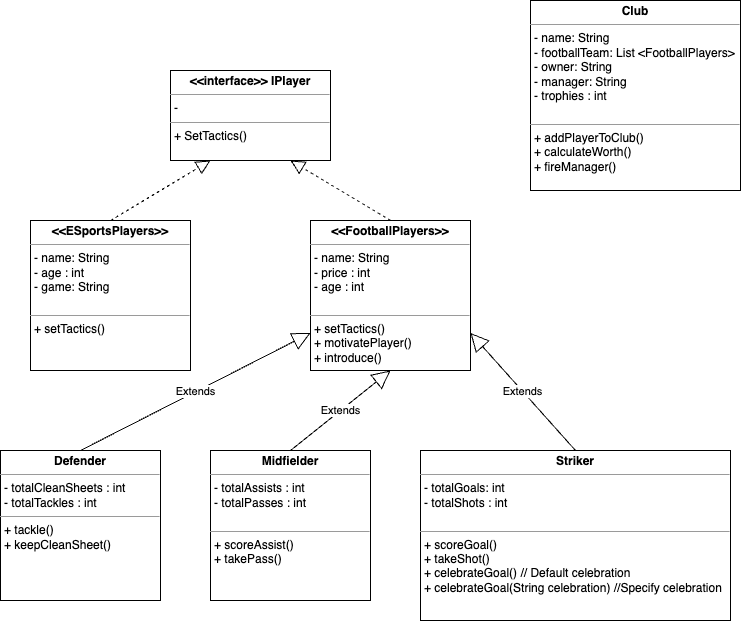 Club
- name: String
- footballTeam: List <FootballPlayers>
- owner: String
- manager: String
- trophies : int
+ addPlayerToClub()
+ calculateWorth()
+ fireManager()
<<interface>> IPlayer
-
+ SetTactics()
<<ESportsPlayers>>
- name: String
- age : int
- game: String
+ setTactics()
<<FootballPlayers>>
- name: String
- price : int
- age : int
+ setTactics()
+ motivatePlayer()
+ introduce()
Extends
Extends
Extends
Defender
- totalCleanSheets : int
- totalTackles : int
+ tackle()
+ keepCleanSheet()
Midfielder
- totalAssists : int
- totalPasses : int
+ scoreAssist()
+ takePass()
Striker
- totalGoals: int
- totalShots : int
+ scoreGoal()
+ takeShot()
+ celebrateGoal() // Default celebration
+ celebrateGoal(String celebration) //Specify celebration